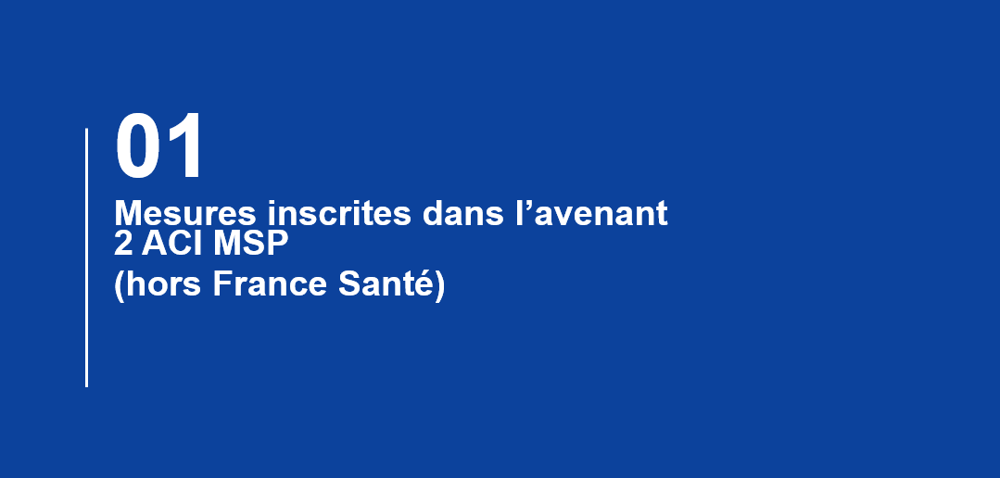 01
Mesures inscrites dans l’avenant
2 ACI MSP
(hors France Santé)